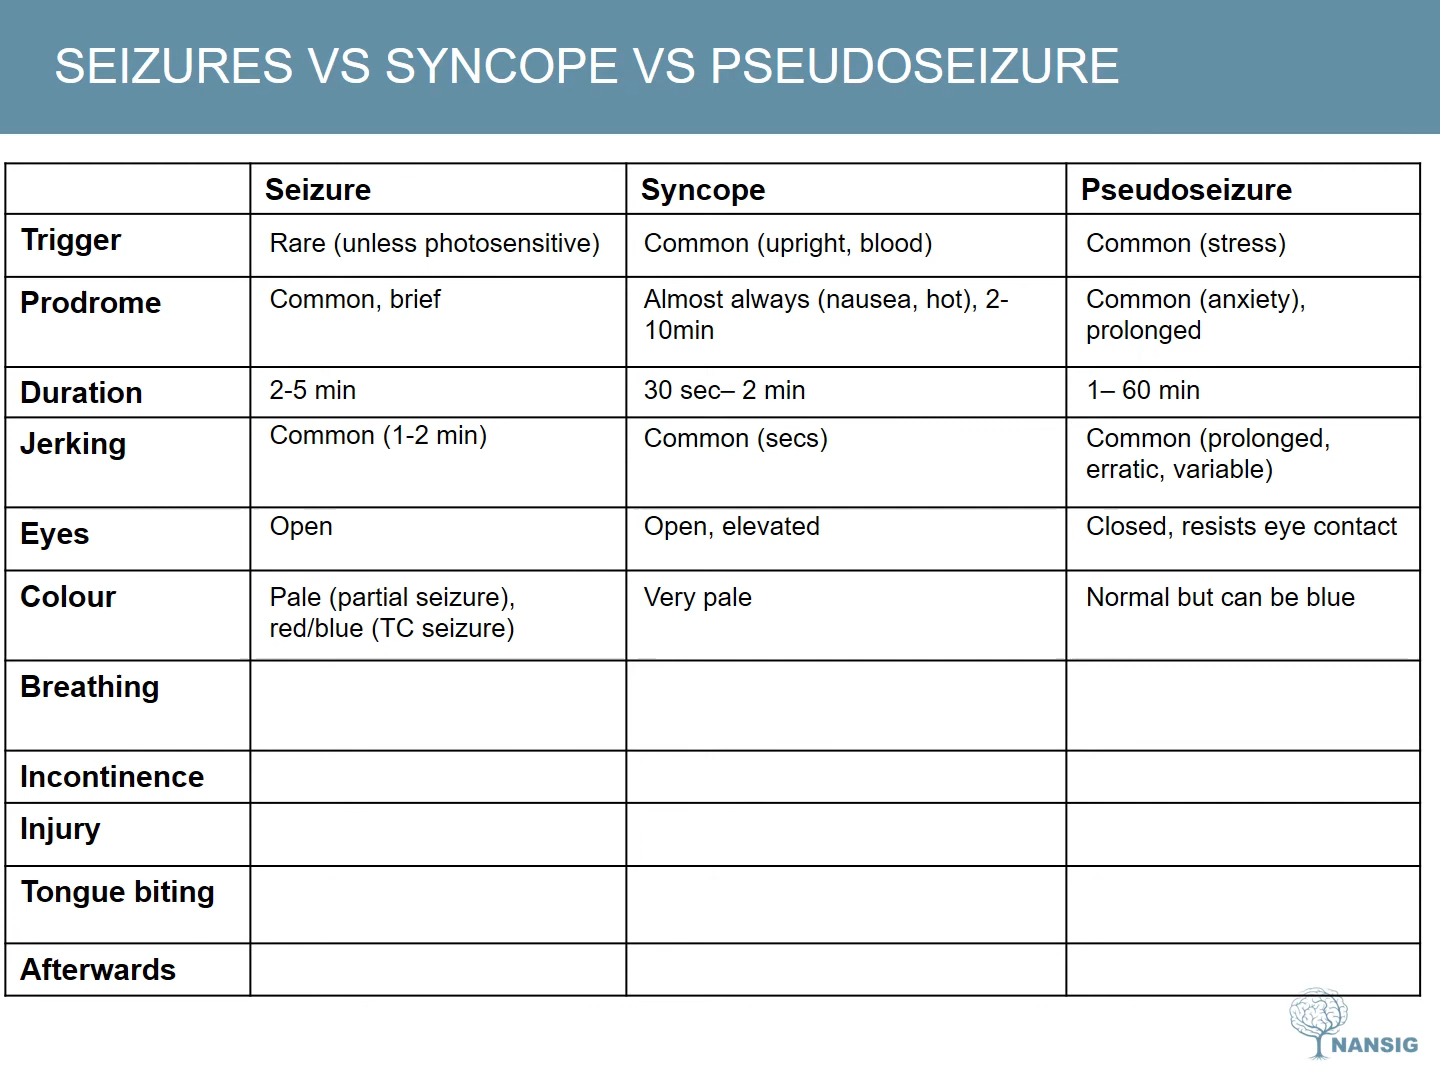 SEIZURES VS SYNCOPE VS PSEUDOSEIZURE
Seizure Syncope Pseudoseizure
Trigger Rare (unless photosensitive) Common (upright, blood) Common (stress)
Prodrome Common, brief Almost always (nausea, hot), 2-
10min Common (anxiety),
prolonged
Duration 2-5 min 30 sec– 2 min 1– 60 min
Jerking Common (1-2 min) Common (secs) Common (prolonged,
erratic, variable)
Eyes Open Open, elevated Closed, resists eye contact
Colour Pale (partial seizure),
red/blue (TC seizure) Very pale Normal but can be blue
Breathing
Incontinence
Injury
Tongue biting
Afterwards
NANSIG